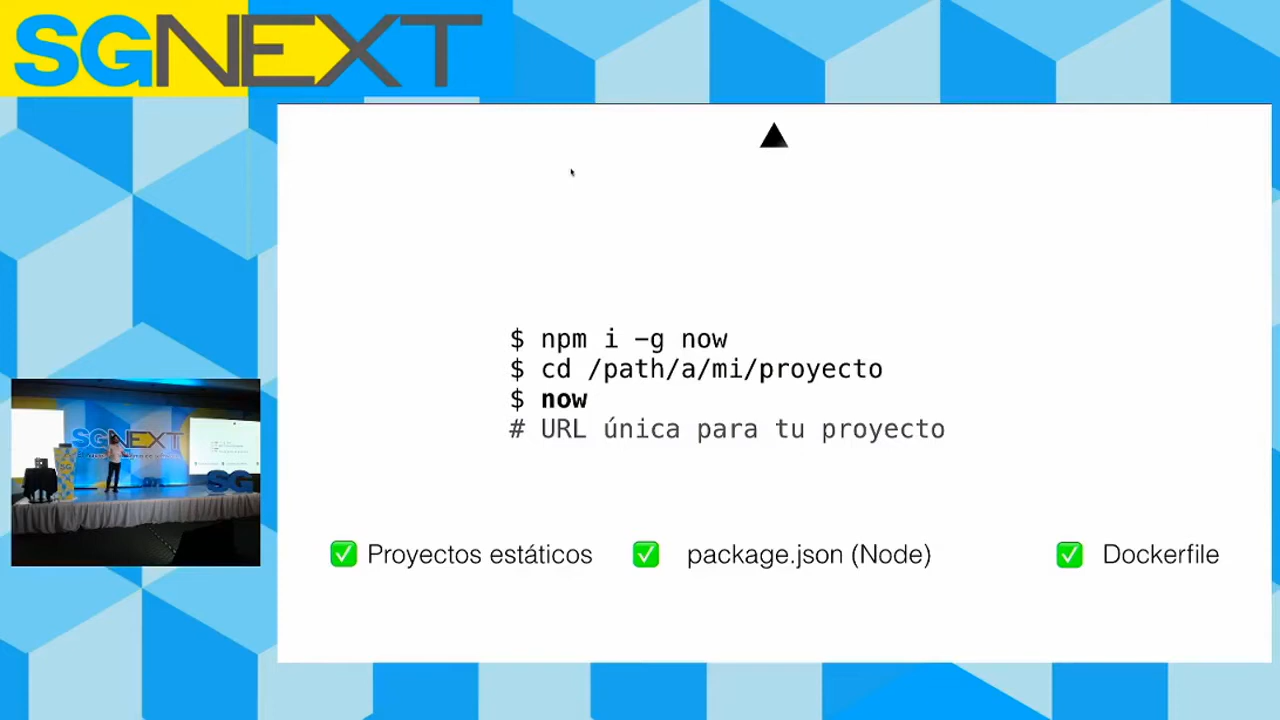 SGNEXT
$ npm i -g now
$ cd /path/a/mi/proyecto
$ now
# URL única para tu proyecto
✅ Proyectos estáticos ✅ package.json (Node) ✅ Dockerfile
SGNEXT